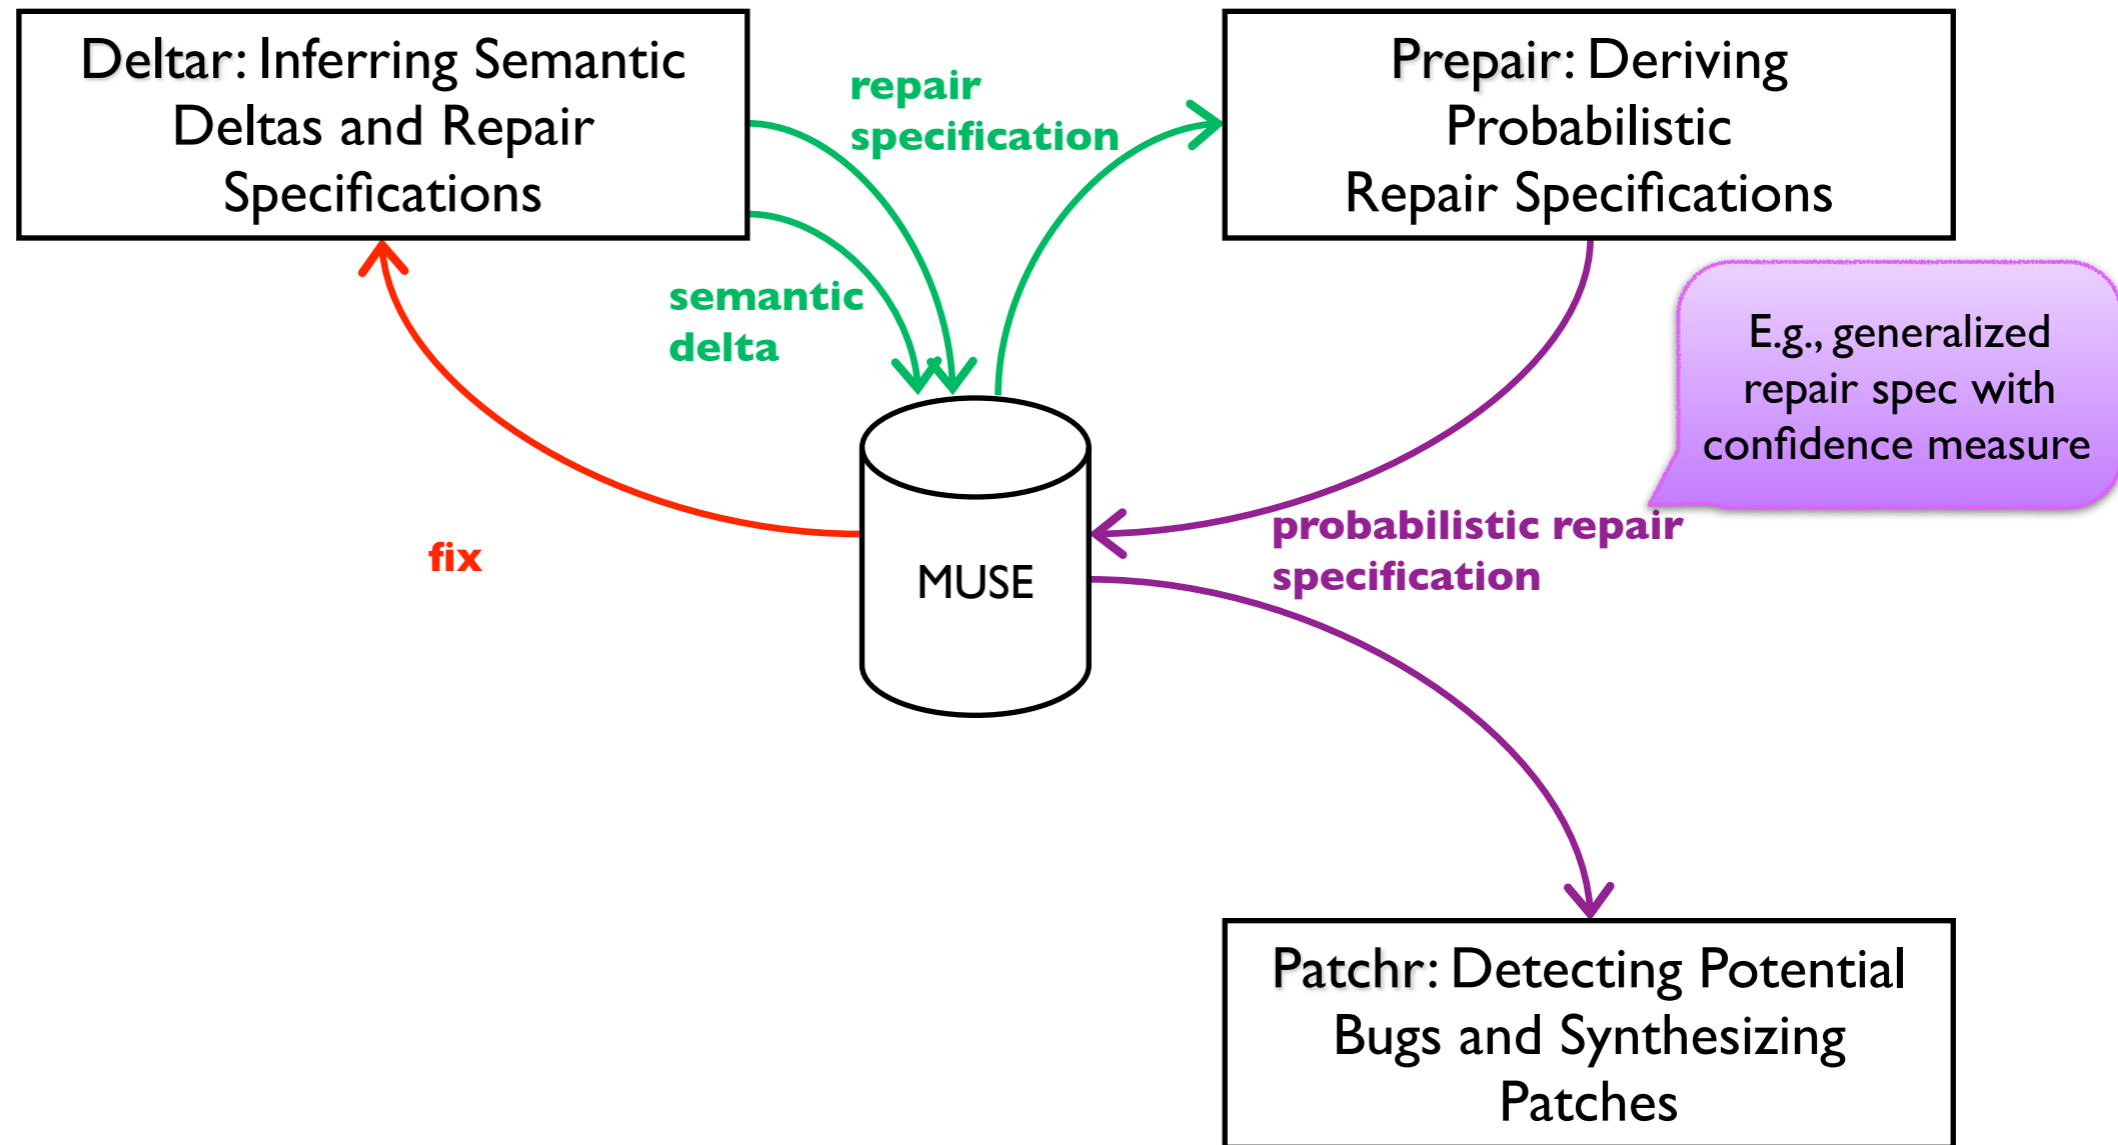 Deltar: Inferring Semantic
Deltas and Repair
Specifications
repair
specification
Prepair: Deriving
Probabilistic
Repair Specifications
semantic
delta
E.g., generalized
repair spec with
confidence measure
fix
MUSE
probabilistic repair
specification
Patchr: Detecting Potential
Bugs and Synthesizing
Patches